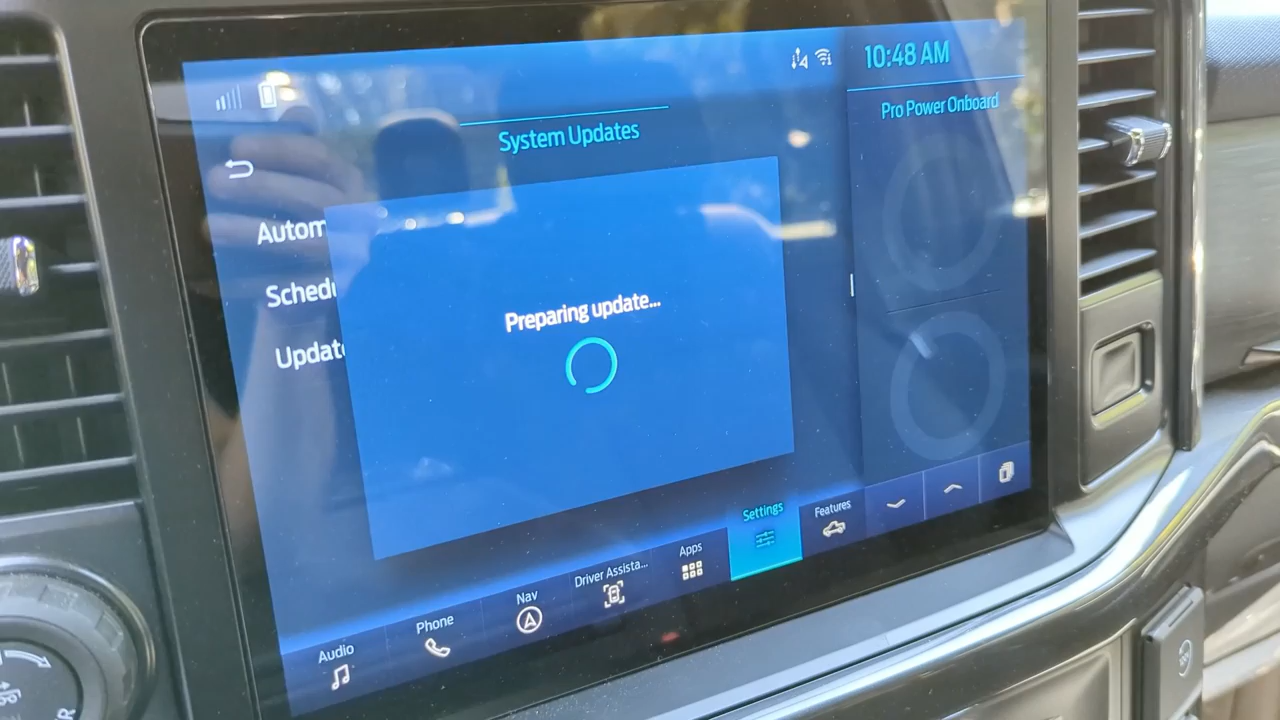 10:48 AM
Pro Power Onboard
System Updates
Autom
Schedu
Update
Preparing update...
Audio
Phone
Nav
Driver Assista...
Apps
Settings
Features